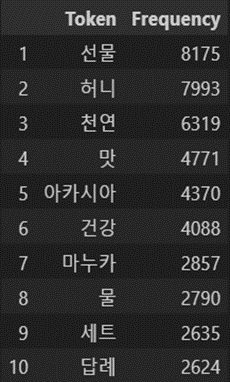 Token Frequency
1 선물 8175
2 허니 7993
3 천연 6319
4 맛 4771
5 아카시아 4370
6 건강 4088
7 마누카 2857
8 물 2790
9 세트 2635
10 답례 2624